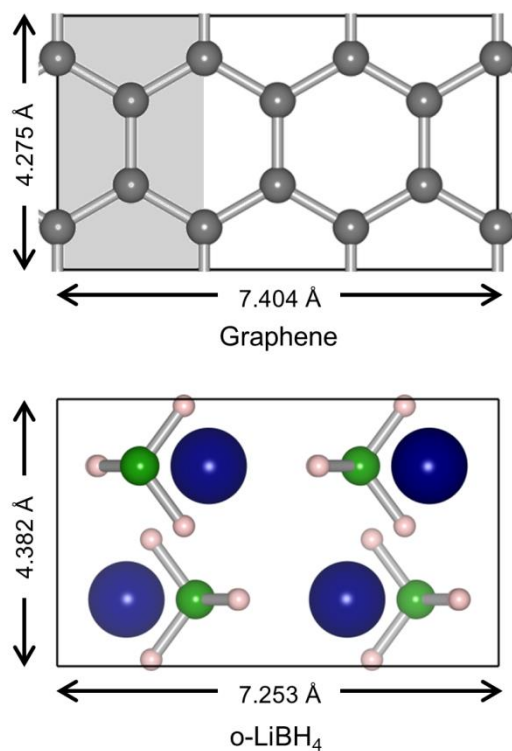 4.275 Å
7.404 Å
Graphene
4.382 Å
7.253 Å
o-LiBH₄